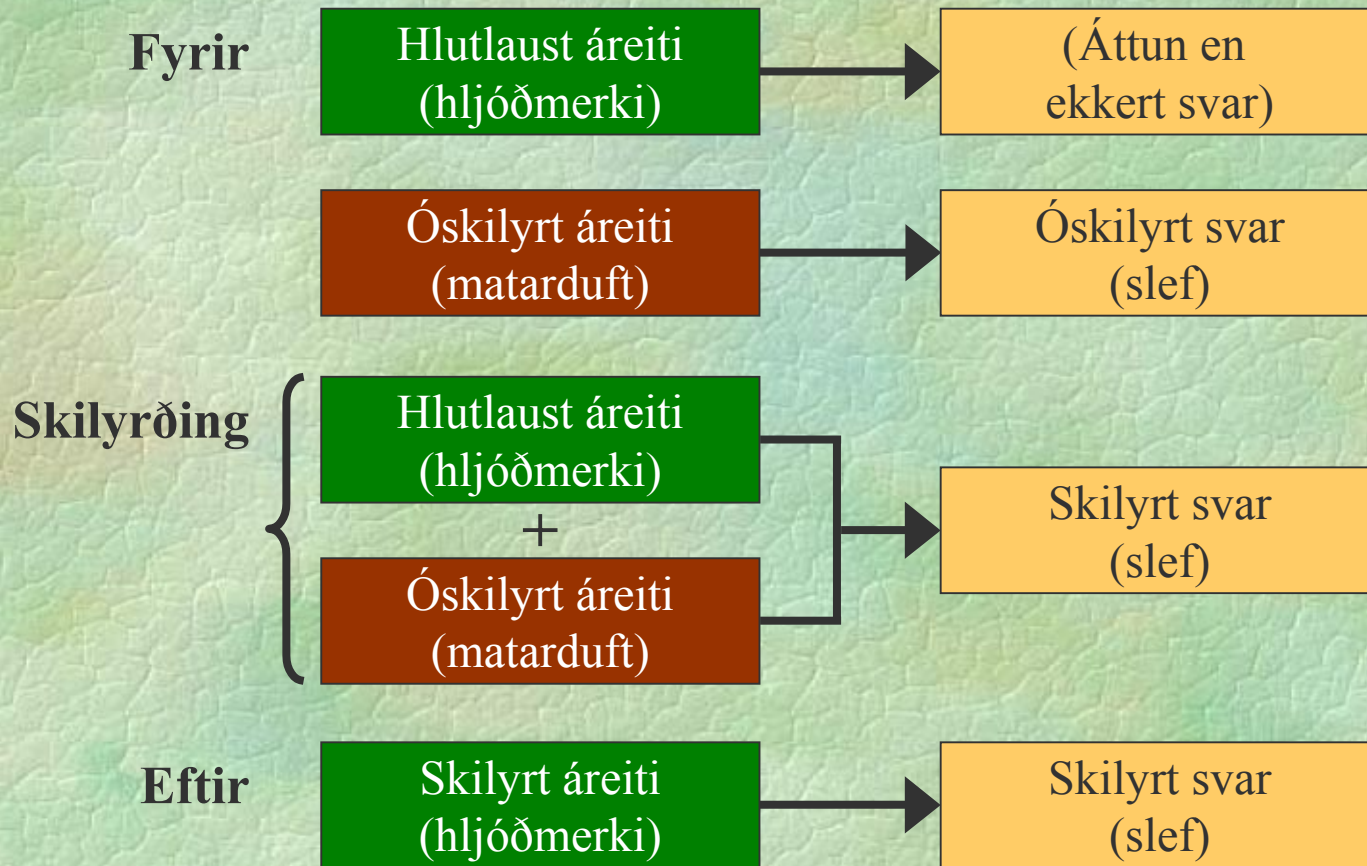 Fyrir
Hlutlaust áreiti
(hljóðmerki)
(Áttun en
ekkert svar)
Óskilyrt áreiti
(matarduft)
Óskilyrt svar
(slef)
Skilyrðing
Hlutlaust áreiti
(hljóðmerki)
+
Óskilyrt áreiti
(matarduft)
Skilyrt svar
(slef)
Eftir
Skilyrt áreiti
(hljóðmerki)
Skilyrt svar
(slef)